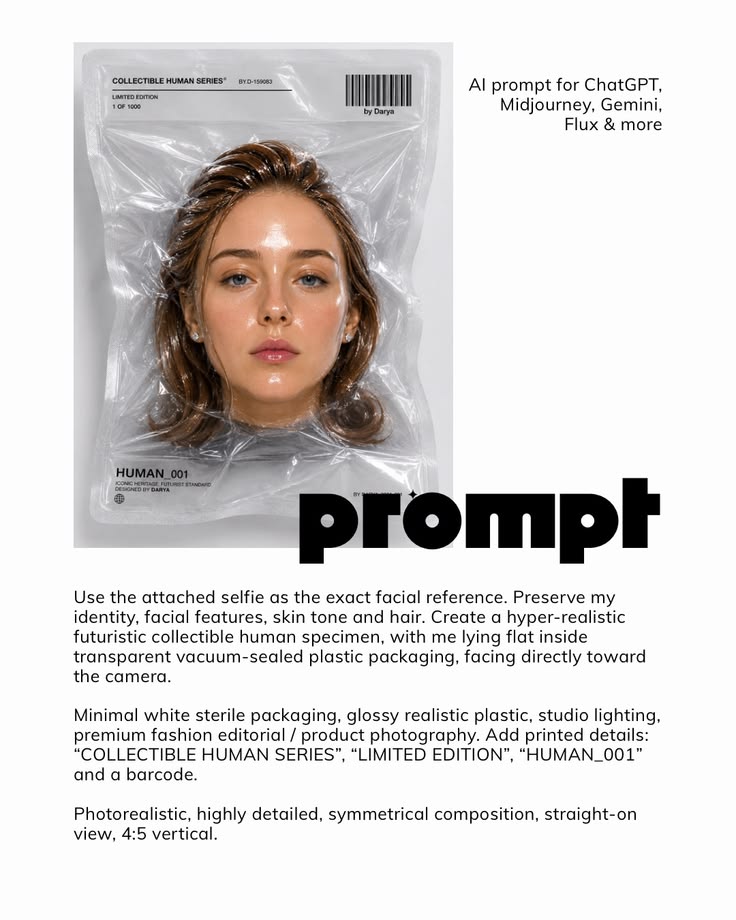 COLLECTIBLE HUMAN SERIES® BY.D-159083
LIMITED EDITION
1 OF 1000
by Darya
AI prompt for ChatGPT,
Midjourney, Gemini,
Flux & more
HUMAN_001
ICONIC HERITAGE. FUTURIST STANDARD.
DESIGNED BY DARYA
prompt
Use the attached selfie as the exact facial reference. Preserve my
identity, facial features, skin tone and hair. Create a hyper-realistic
futuristic collectible human specimen, with me lying flat inside
transparent vacuum-sealed plastic packaging, facing directly toward
the camera.
Minimal white sterile packaging, glossy realistic plastic, studio lighting,
premium fashion editorial / product photography. Add printed details:
“COLLECTIBLE HUMAN SERIES”, “LIMITED EDITION”, “HUMAN_001”
and a barcode.
Photorealistic, highly detailed, symmetrical composition, straight-on
view, 4:5 vertical.